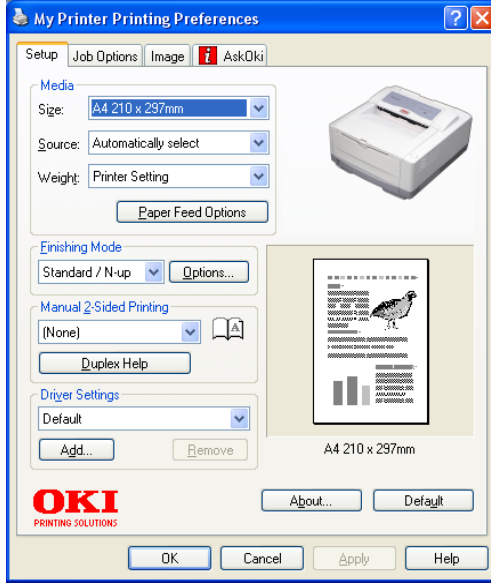 My Printer Printing Preferences
Setup Job Options Image i AskOki
Media
Size: A4 210 x 297mm
Source: Automatically select
Weight: Printer Setting
Paper Feed Options
Finishing Mode
Standard / N-up Options...
Manual 2-Sided Printing
(None) A
Duplex Help
Driver Settings
Default
Add... Remove
A4 210 x 297mm
OKI
PRINTING SOLUTIONS
About... Default
OK Cancel Apply Help